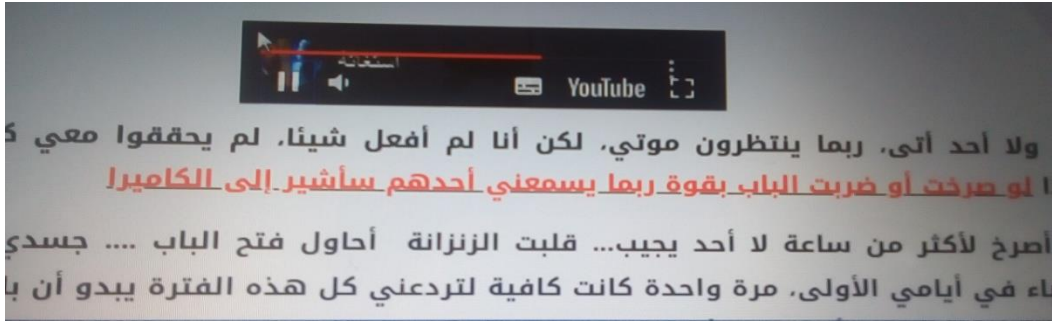 استغاثة
YouTube
ولا أحد أتى، ربما ينتظرون موتي، لكن أنا لم أفعل شيئا، لم يحققوا معي
لو صرخت أو ضربت الباب بقوة ربما يسمعني أحدهم سأشير إلى الكاميرا
أصرخ لأكثر من ساعة لا أحد يجيب... قلبت الزنزانة أحاول فتح الباب .... جسدي
في أيامي الأولى، مرة واحدة كانت كافية لتردعني كل هذه الفترة يبدو أن